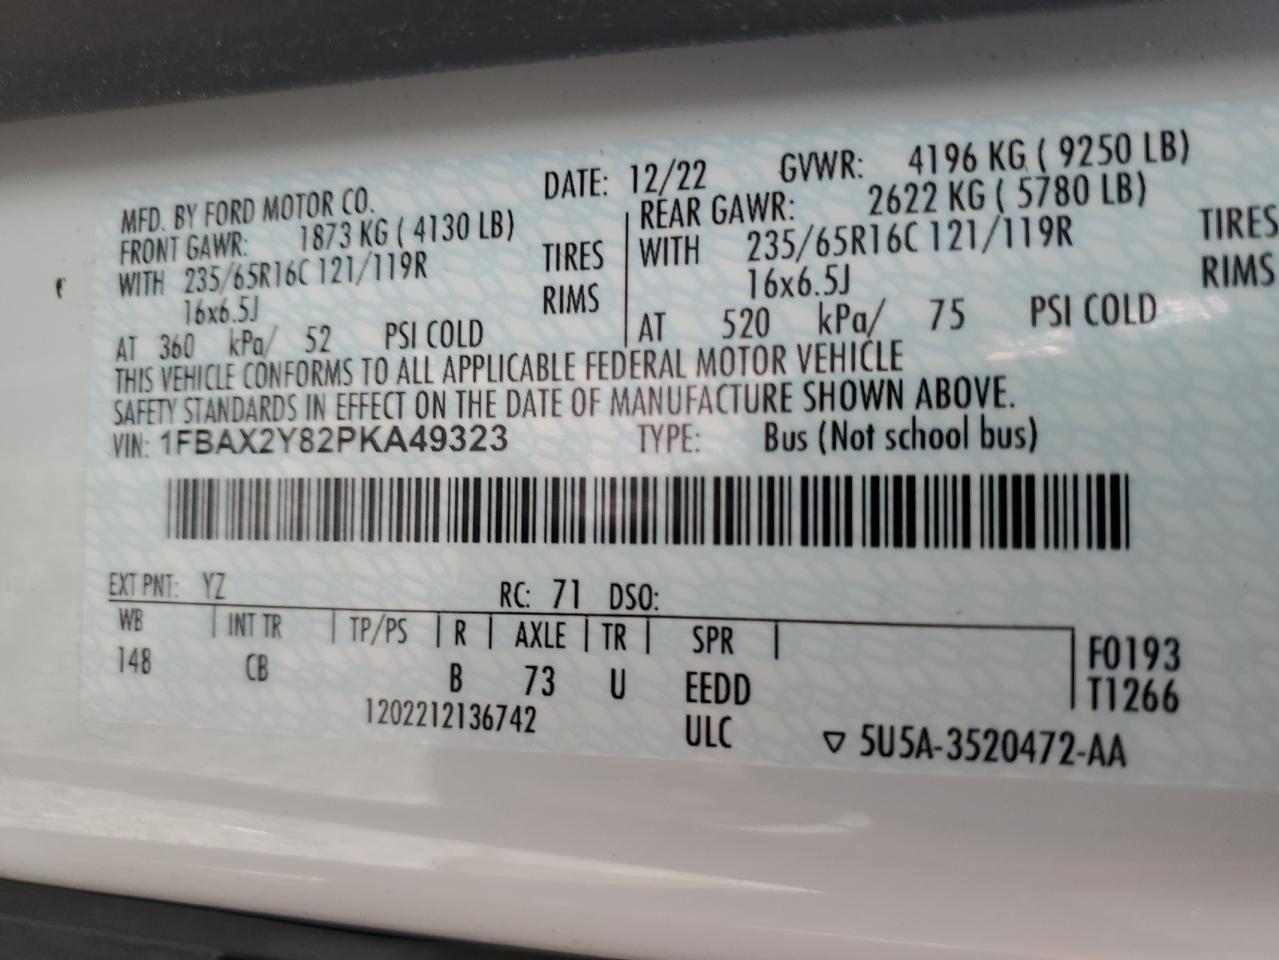 MFD. BY FORD MOTOR CO. DATE: 12/22 GVWR: 4196 KG ( 9250 LB)
FRONT GAWR: 1873 KG ( 4130 LB) REAR GAWR: 2622 KG ( 5780 LB)
WITH 235/65R16C 121/119R TIRES WITH 235/65R16C 121/119R TIRES
16x6.5J RIMS 16x6.5J RIMS
AT 360 kPa/ 52 PSI COLD AT 520 kPa/ 75 PSI COLD
THIS VEHICLE CONFORMS TO ALL APPLICABLE FEDERAL MOTOR VEHICLE
SAFETY STANDARDS IN EFFECT ON THE DATE OF MANUFACTURE SHOWN ABOVE.
VIN: 1FBAX2Y82PKA49323 TYPE: Bus (Not school bus)
EXT PNT: YZ RC: 71 DSO:
WB INT TR TP/PS R AXLE TR SPR F0193
148 CB B 73 U EEDD T1266
1202212136742 ULC ▽ 5U5A-3520472-AA